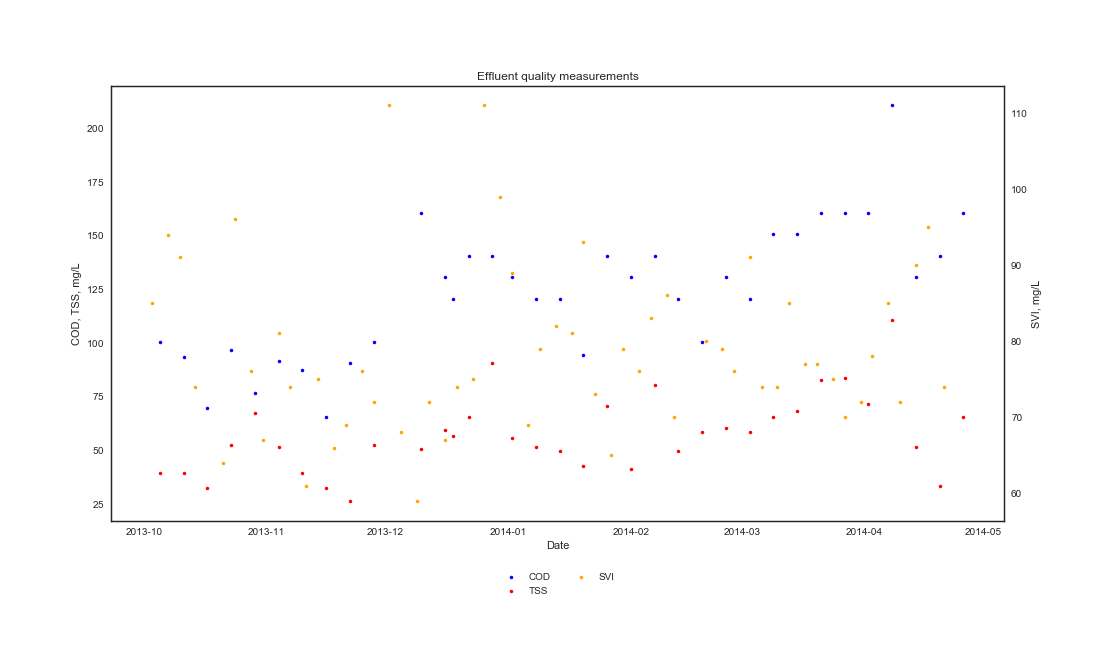 Effluent quality measurements
200
175
150
125
100
75
50
25
COD, TSS, mg/L
110
100
90
80
70
60
SVI, mg/L
2013-10 2013-11 2013-12 2014-01 2014-02 2014-03 2014-04 2014-05
Date
COD SVI
TSS